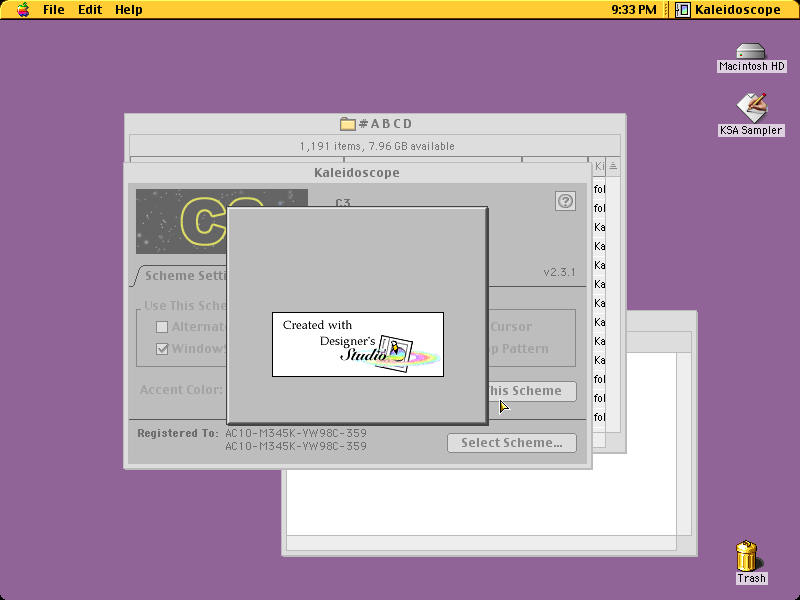 File Edit Help
9:33 PM
Kaleidoscope
Macintosh HD
KSA Sampler
#ABCD
1,191 items, 7.96 GB available
Kaleidoscope
Ki
C3
fol
fol
Ka
Ka
Ka
Ka
Ka
Ka
Ka
Ka
fol
fol
fol
v2.3.1
Scheme Setti
Use This Sche
Alternat
Window
Cursor
p Pattern
Created with
Designer's
Studio
Accent Color:
This Scheme
Registered To: AC10-M345K-YW98C-359
AC10-M345K-YW98C-359
Select Scheme...
Trash